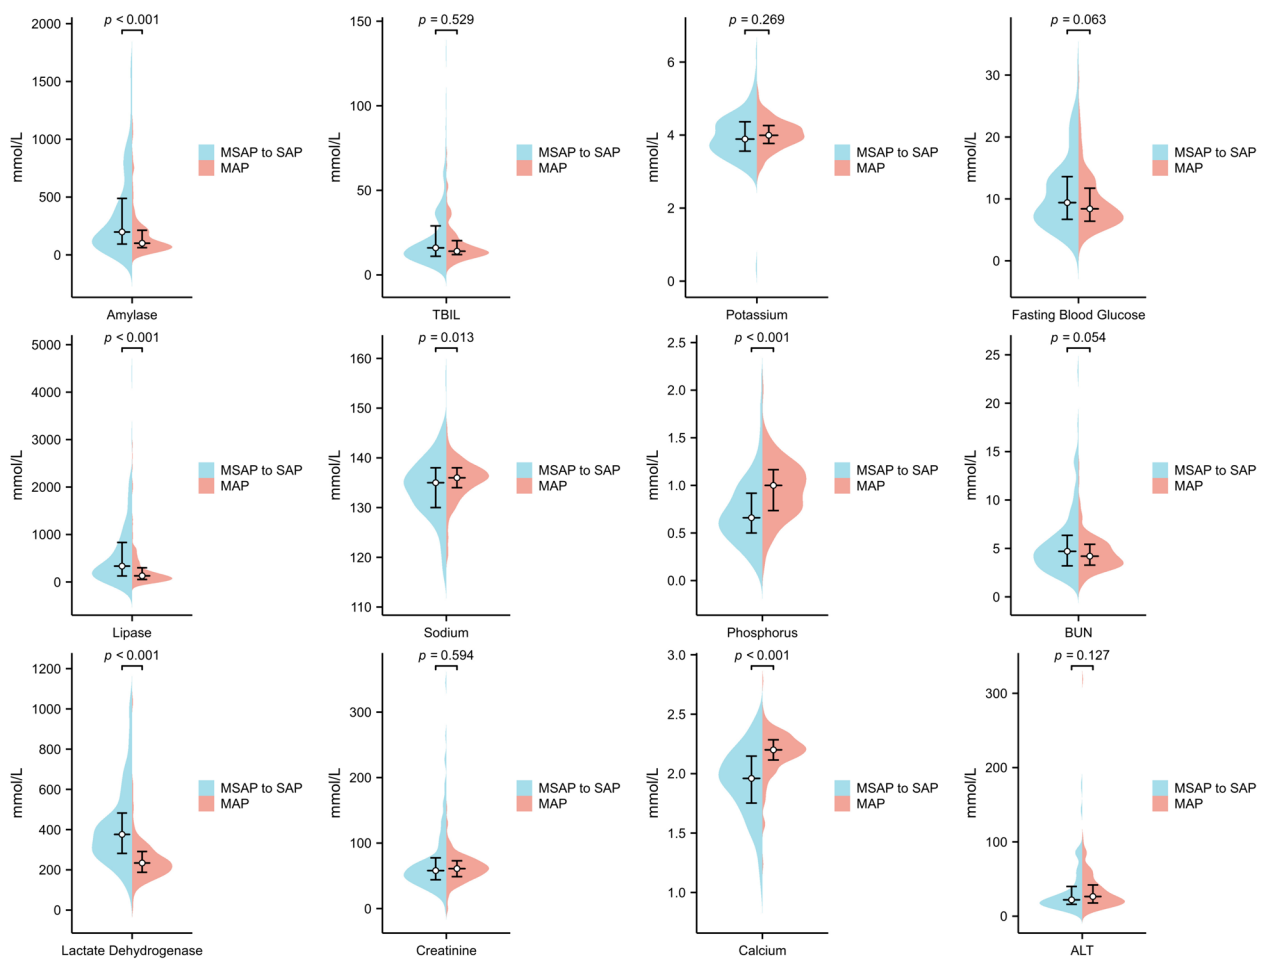 p < 0.001
2000
1500
1000
500
0
mmol/L
MSAP to SAP
MAP
Amylase
p = 0.529
150
100
50
0
mmol/L
MSAP to SAP
MAP
TBIL
p = 0.269
6
4
2
0
mmol/L
MSAP to SAP
MAP
Potassium
p = 0.063
30
20
10
0
mmol/L
MSAP to SAP
MAP
Fasting Blood Glucose
p < 0.001
5000
4000
3000
2000
1000
0
mmol/L
MSAP to SAP
MAP
Lipase
p = 0.013
160
150
140
130
120
110
mmol/L
MSAP to SAP
MAP
Sodium
p < 0.001
2.5
2.0
1.5
1.0
0.5
0.0
mmol/L
MSAP to SAP
MAP
Phosphorus
p = 0.054
25
20
15
10
5
0
mmol/L
MSAP to SAP
MAP
BUN
p < 0.001
1200
1000
800
600
400
200
0
mmol/L
MSAP to SAP
MAP
Lactate Dehydrogenase
p = 0.594
300
200
100
0
mmol/L
MSAP to SAP
MAP
Creatinine
p < 0.001
3.0
2.5
2.0
1.5
1.0
mmol/L
MSAP to SAP
MAP
Calcium
p = 0.127
300
200
100
0
mmol/L
MSAP to SAP
MAP
ALT